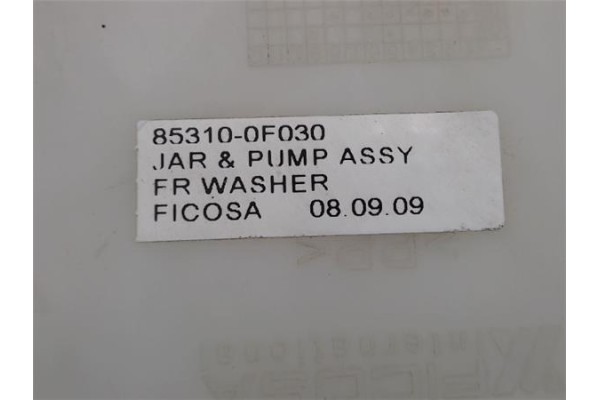 85310-0F030
JAR & PUMP ASSY
FR WASHER
FICOSA 08.09.09